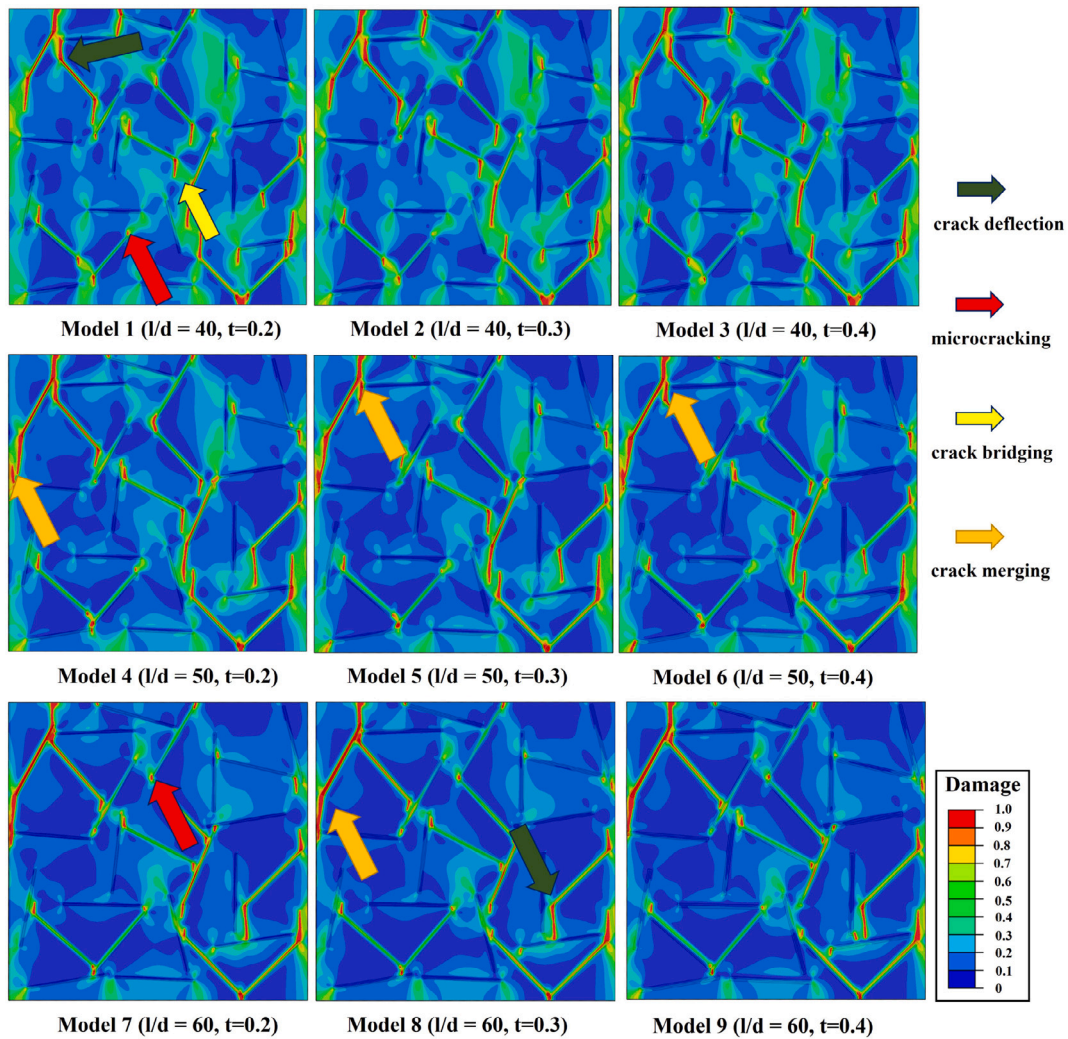 crack deflection
microcracking
Model 1 (l/d = 40, t=0.2)
Model 2 (l/d = 40, t=0.3)
Model 3 (l/d = 40, t=0.4)
crack bridging
crack merging
Model 4 (l/d = 50, t=0.2)
Model 5 (l/d = 50, t=0.3)
Model 6 (l/d = 50, t=0.4)
Damage
1.0
0.9
0.8
0.7
0.6
0.5
0.4
0.3
0.2
0.1
0
Model 7 (l/d = 60, t=0.2)
Model 8 (l/d = 60, t=0.3)
Model 9 (l/d = 60, t=0.4)